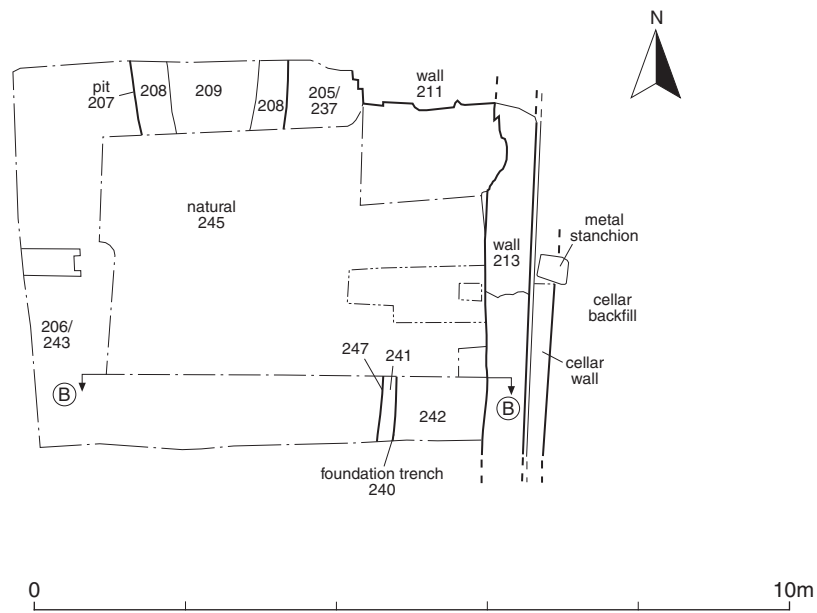 N
wall
211
pit
207
208
209
208
205/
237
natural
245
metal
stanchion
wall
213
cellar
backfill
206/
243
cellar
wall
247
241
B
B
242
foundation trench
240
0
10m